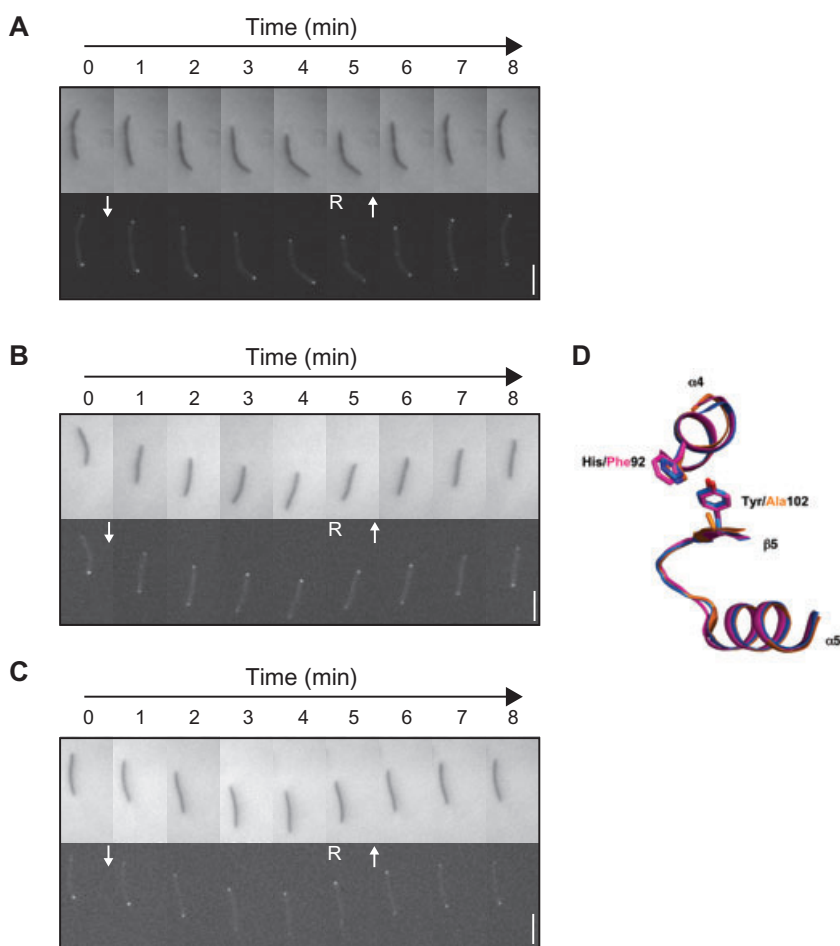 A
Time (min)
0 1 2 3 4 5 6 7 8
R
B
Time (min)
0 1 2 3 4 5 6 7 8
R
C
Time (min)
0 1 2 3 4 5 6 7 8
R
D
α4
His/Phe92
Tyr/Ala102
β5
α5